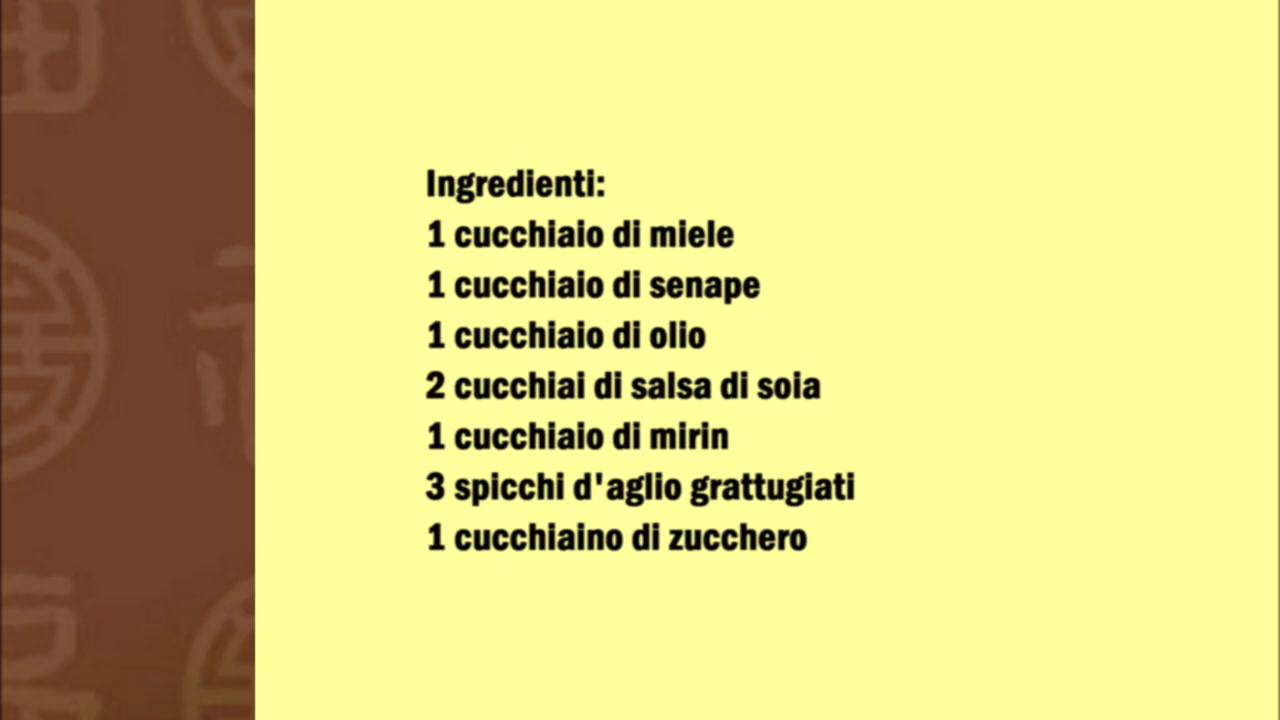 Ingredienti:
1 cucchiaio di miele
1 cucchiaio di senape
1 cucchiaio di olio
2 cucchiai di salsa di soia
1 cucchiaio di mirin
3 spicchi d'aglio grattugiati
1 cucchiaino di zucchero